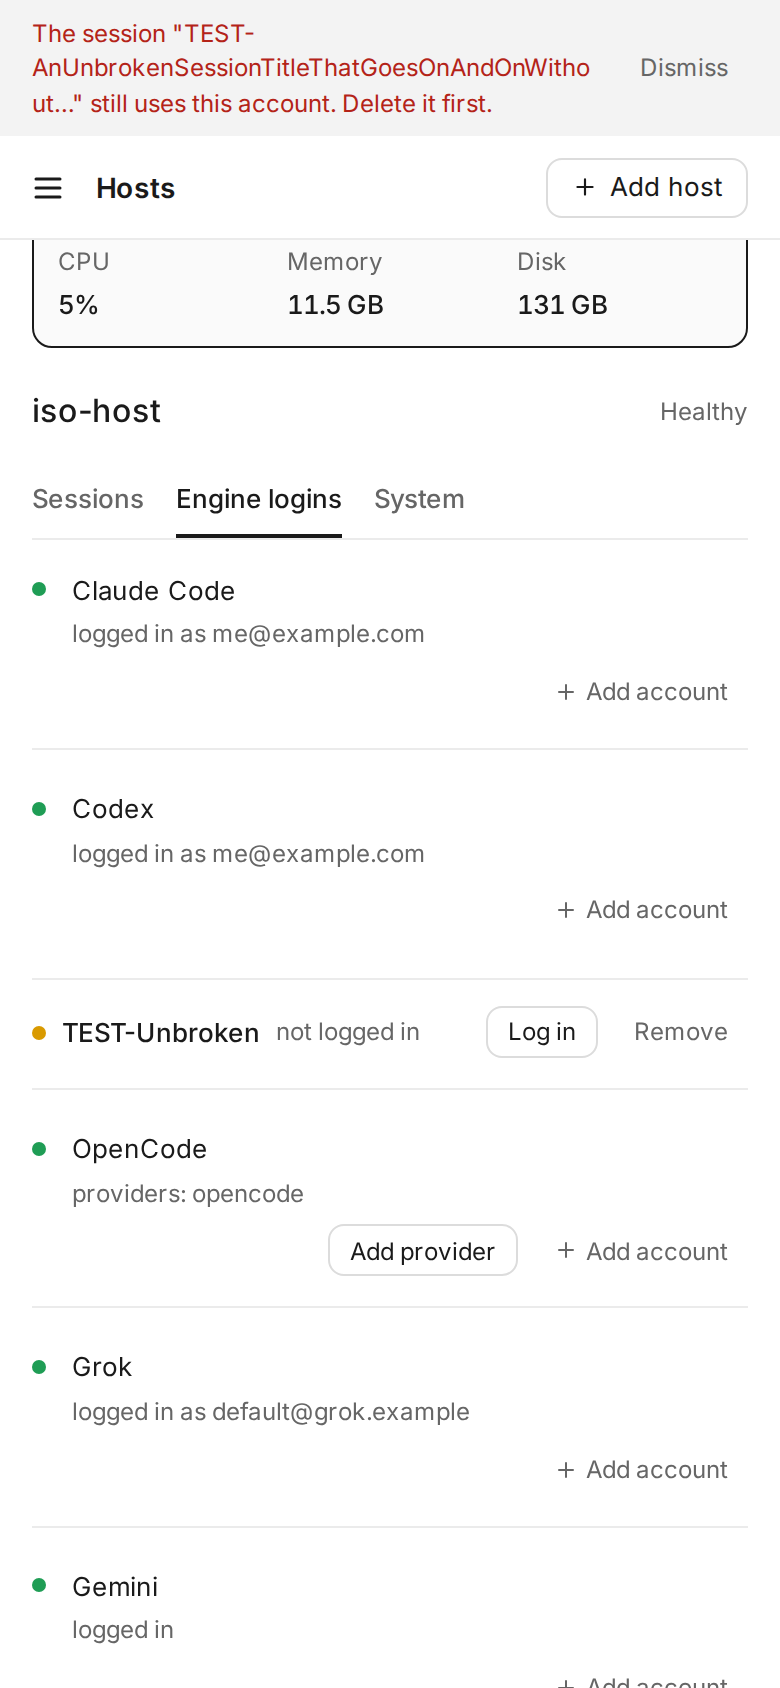 The session "TEST-
AnUnbrokenSessionTitleThatGoesOnAndOnWitho
ut..." still uses this account. Delete it first.
Dismiss
Hosts
+ Add host
CPU
Memory
Disk
5%
11.5 GB
131 GB
iso-host
Healthy
Sessions
Engine logins
System
Claude Code
logged in as me@example.com
+ Add account
Codex
logged in as me@example.com
+ Add account
TEST-Unbroken not logged in
Log in
Remove
OpenCode
providers: opencode
Add provider
+ Add account
Grok
logged in as default@grok.example
+ Add account
Gemini
logged in
+ Add account